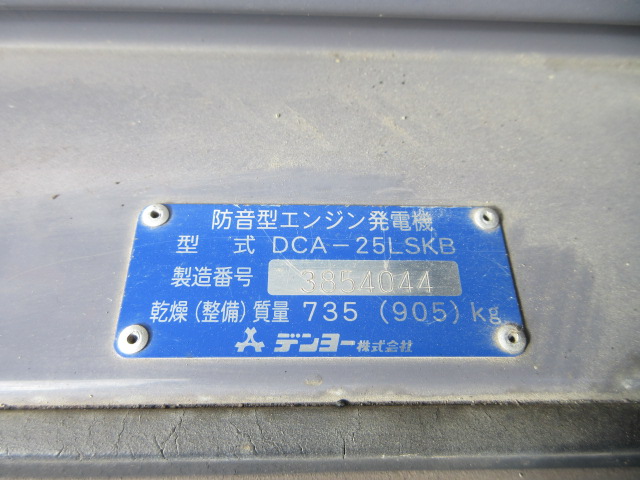 防音型エンジン発電機
型 式 DCA-25LSKB
製造番号 3854044
乾燥(整備)質量 735 (905) kg
デンヨー株式会社